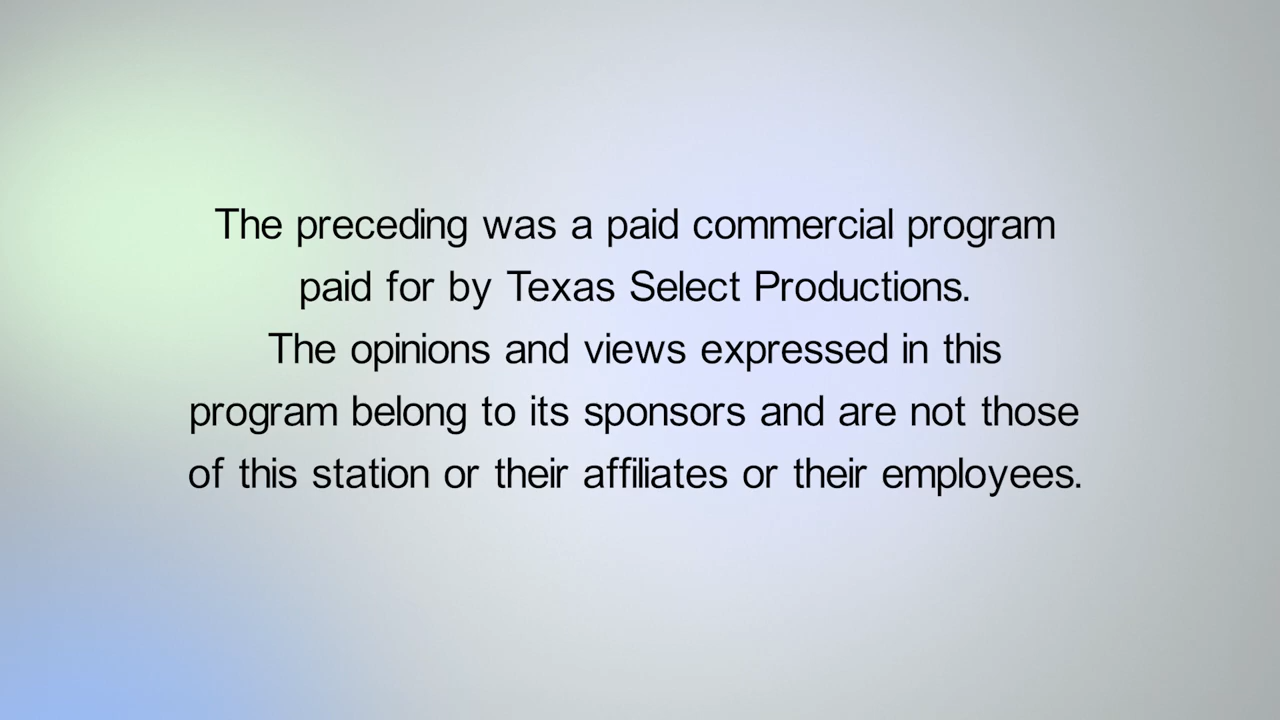 The preceding was a paid commercial program
paid for by Texas Select Productions.
The opinions and views expressed in this
program belong to its sponsors and are not those
of this station or their affiliates or their employees.